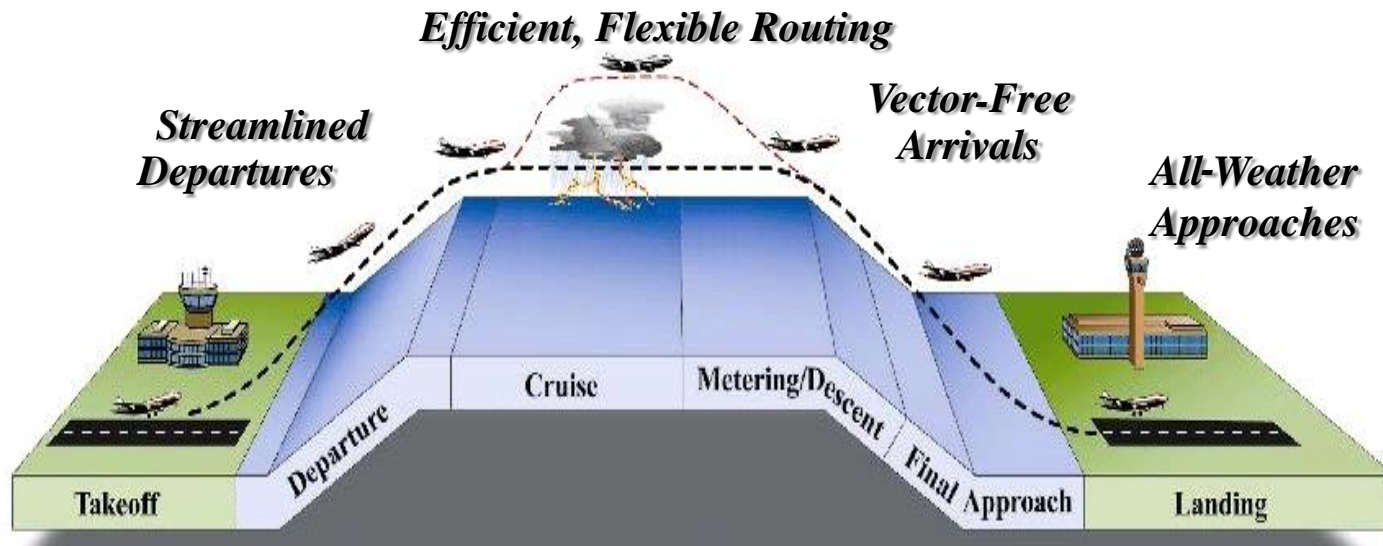 Efficient, Flexible Routing
Streamlined
Departures
Vector-Free
Arrivals
All-Weather
Approaches
Takeoff
Departure
Cruise
Metering/Descent
Final Approach
Landing